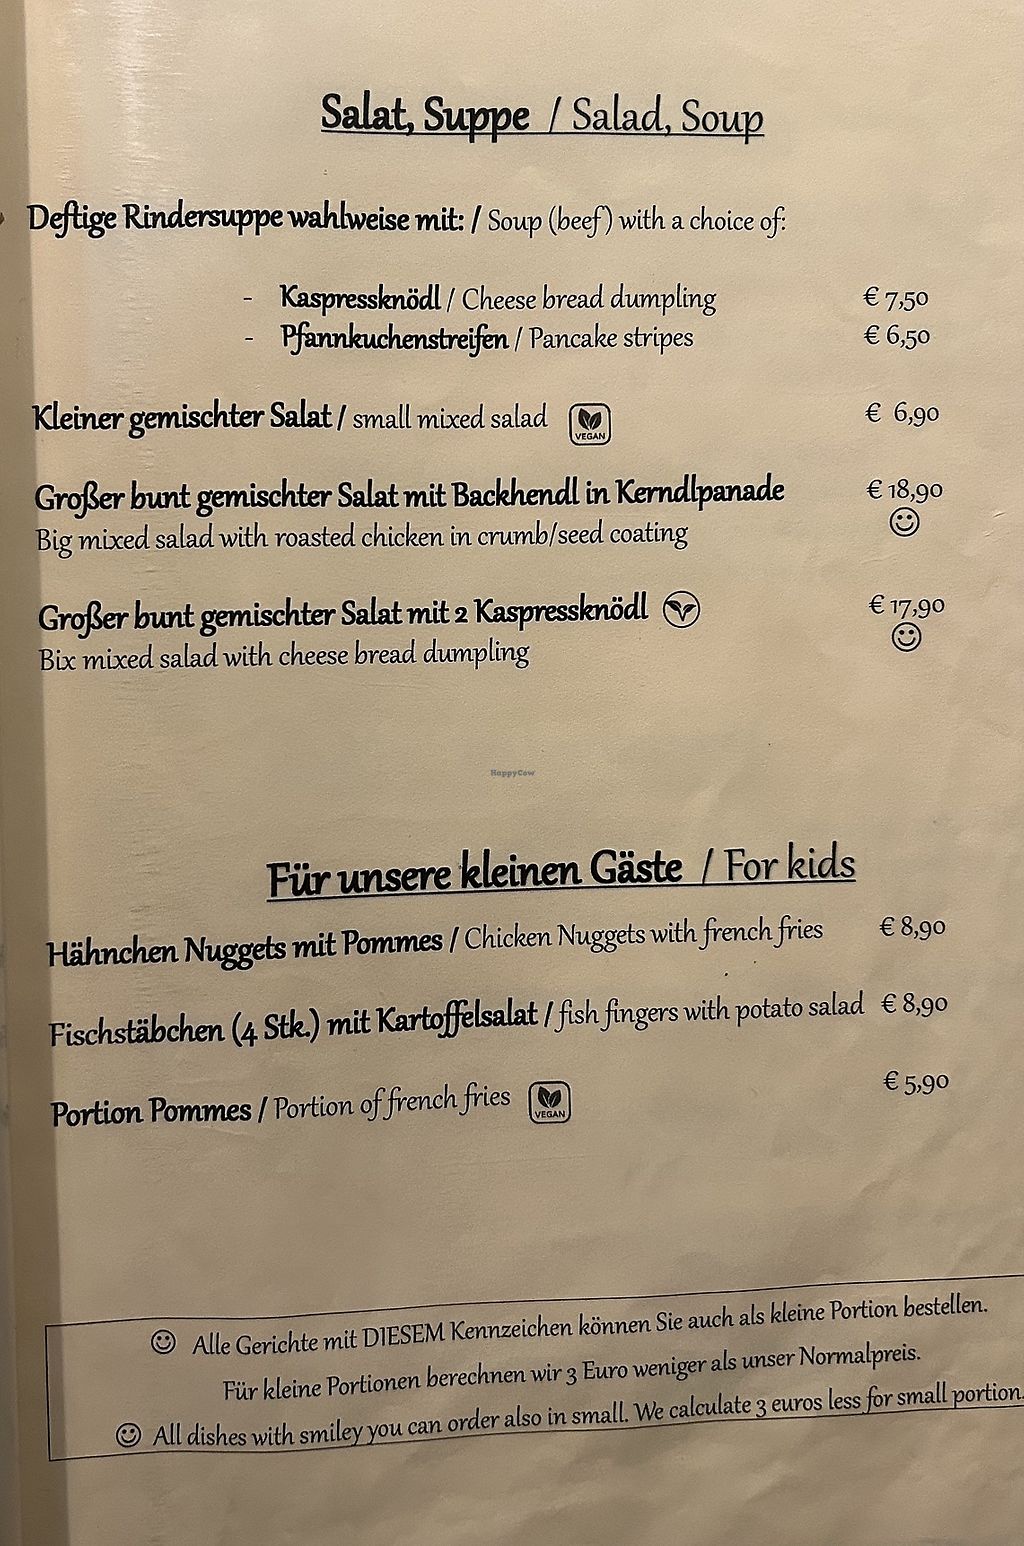 Salat, Suppe / Salad, Soup
Deftige Rindersuppe wahlweise mit: / Soup (beef) with a choice of:
- Kaspressknödl / Cheese bread dumpling € 7,50
- Pfannkuchenstreifen / Pancake stripes € 6,50
Kleiner gemischter Salat / small mixed salad VEGAN € 6,90
Großer bunt gemischter Salat mit Backhendl in Kerndlpanade € 18,90
Big mixed salad with roasted chicken in crumb/seed coating
Großer bunt gemischter Salat mit 2 Kaspressknödl € 17,90
Bix mixed salad with cheese bread dumpling
HappyCow
Für unsere kleinen Gäste / For kids
Hähnchen Nuggets mit Pommes / Chicken Nuggets with french fries € 8,90
Fischstäbchen (4 Stk.) mit Kartoffelsalat / fish fingers with potato salad € 8,90
Portion Pommes / Portion of french fries VEGAN € 5,90
☺ Alle Gerichte mit DIESEM Kennzeichen können Sie auch als kleine Portion bestellen.
Für kleine Portionen berechnen wir 3 Euro weniger als unser Normalpreis.
☺ All dishes with smiley you can order also in small. We calculate 3 euros less for small portion.